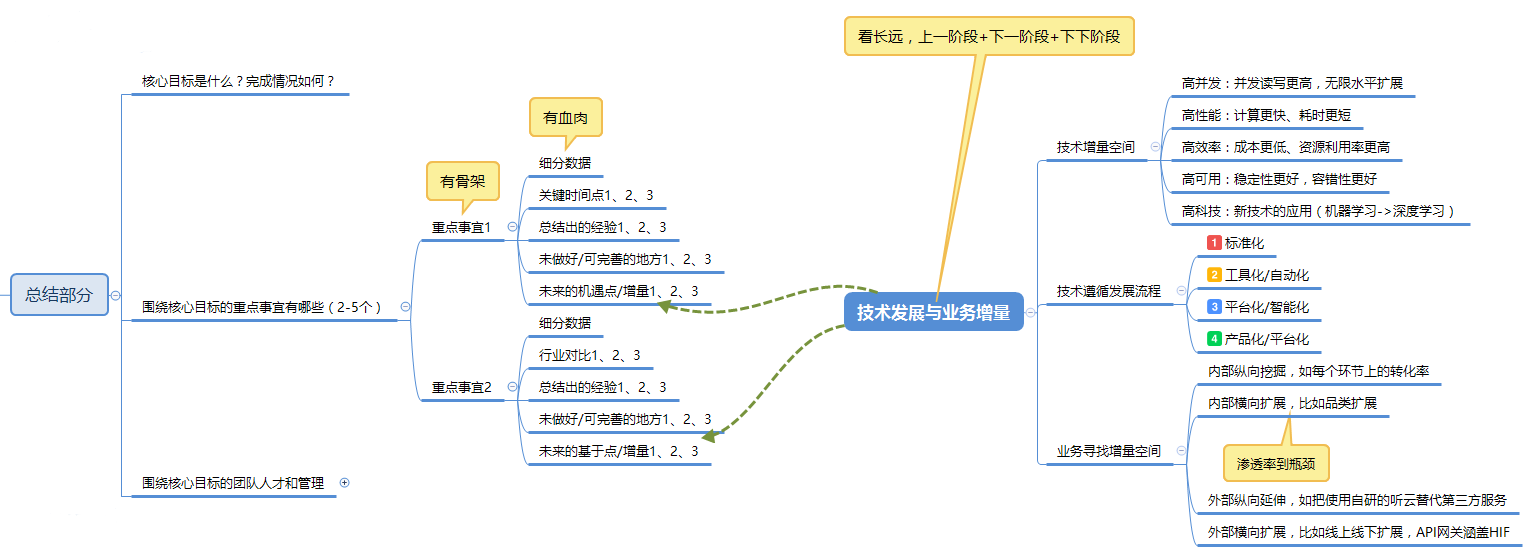 总结部分
核心目标是什么？完成情况如何？
围绕核心目标的重点事宜有哪些（2-5个）
有骨架
重点事宜1
有血肉
细分数据
关键时间点1、2、3
总结出的经验1、2、3
未做好/可完善的地方1、2、3
未来的机遇点/增量1、2、3
重点事宜2
细分数据
行业对比1、2、3
总结出的经验1、2、3
未做好/可完善的地方1、2、3
未来的基于点/增量1、2、3
围绕核心目标的团队人才和管理
看长远，上一阶段+下一阶段+下下阶段
技术发展与业务增量
技术增量空间
高并发：并发读写更高，无限水平扩展
高性能：计算更快、耗时更短
高效率：成本更低、资源利用率更高
高可用：稳定性更好，容错性更好
高科技：新技术的应用（机器学习->深度学习）
技术遵循发展流程
1 标准化
2 工具化/自动化
3 平台化/智能化
4 产品化/平台化
业务寻找增量空间
内部纵向挖掘，如每个环节上的转化率
内部横向扩展，比如品类扩展
渗透率到瓶颈
外部纵向延伸，如把使用自研的听云替代第三方服务
外部横向扩展，比如线上线下扩展，API网关涵盖HIF